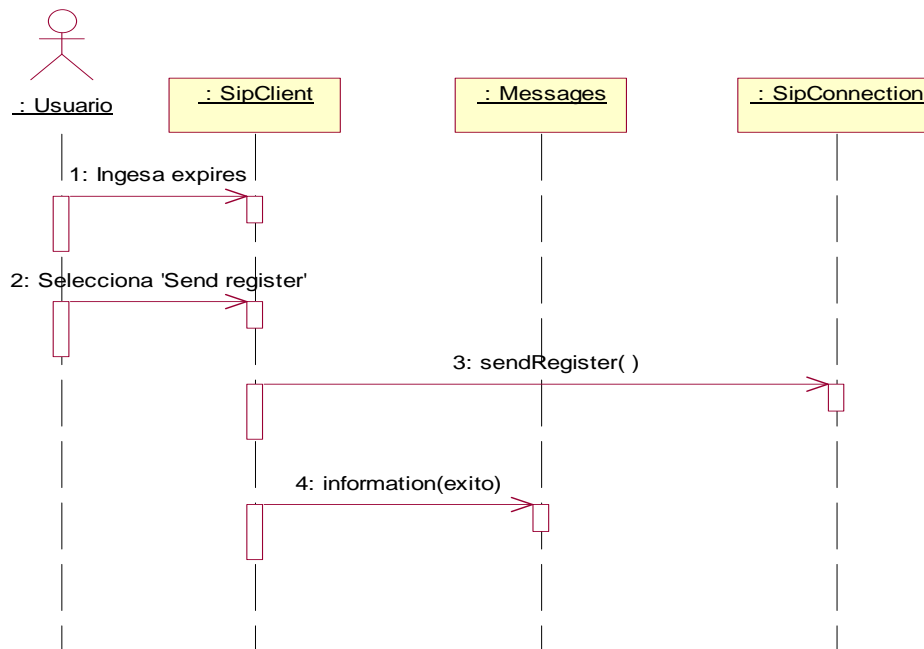 : Usuario
: SipClient
: Messages
: SipConnection
1: Ingesa expires
2: Selecciona 'Send register'
3: sendRegister( )
4: information(exito)